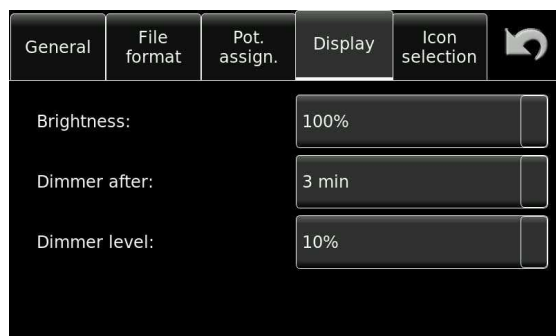 General
File
format
Pot.
assign.
Display
Icon
selection
Brightness:
100%
Dimmer after:
3 min
Dimmer level:
10%